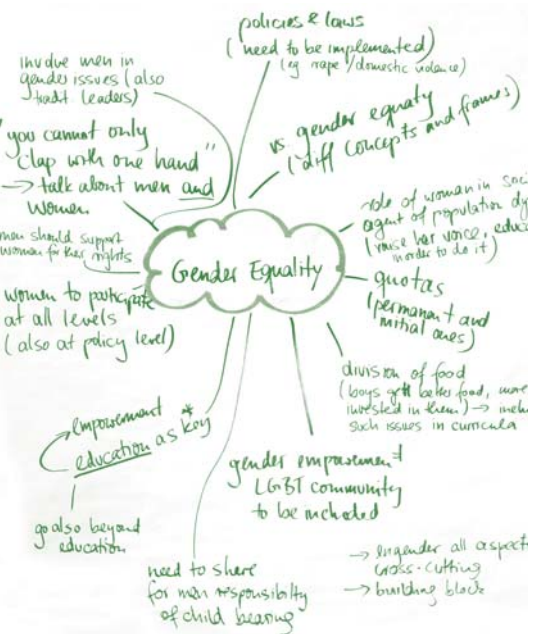 policies & laws
(need to be implemented)
(eg rape/domestic violence)
involve men in
gender issues (also
tradit leaders)
"you cannot only
clap with one hand"
→ talk about men and
women
vs gender equaty
(diff concepts and frames)
men should support
women for their rights
Gender Equality
role of woman in soci
agent of population dy
(raise her voice, educ
in order to do it)
quotas
(permanent and
initial ones)
women to participate
at all levels
(also at policy level)
division of food
(boys get better food, more
invested in them) →
such issues in curricula
empowerment
education as key*
go also beyond
education
gender empowerment
LGBT community
to be included
need to share
for men responsibilty
of child bearing
→ engender all aspect
cross-cutting
→ building block